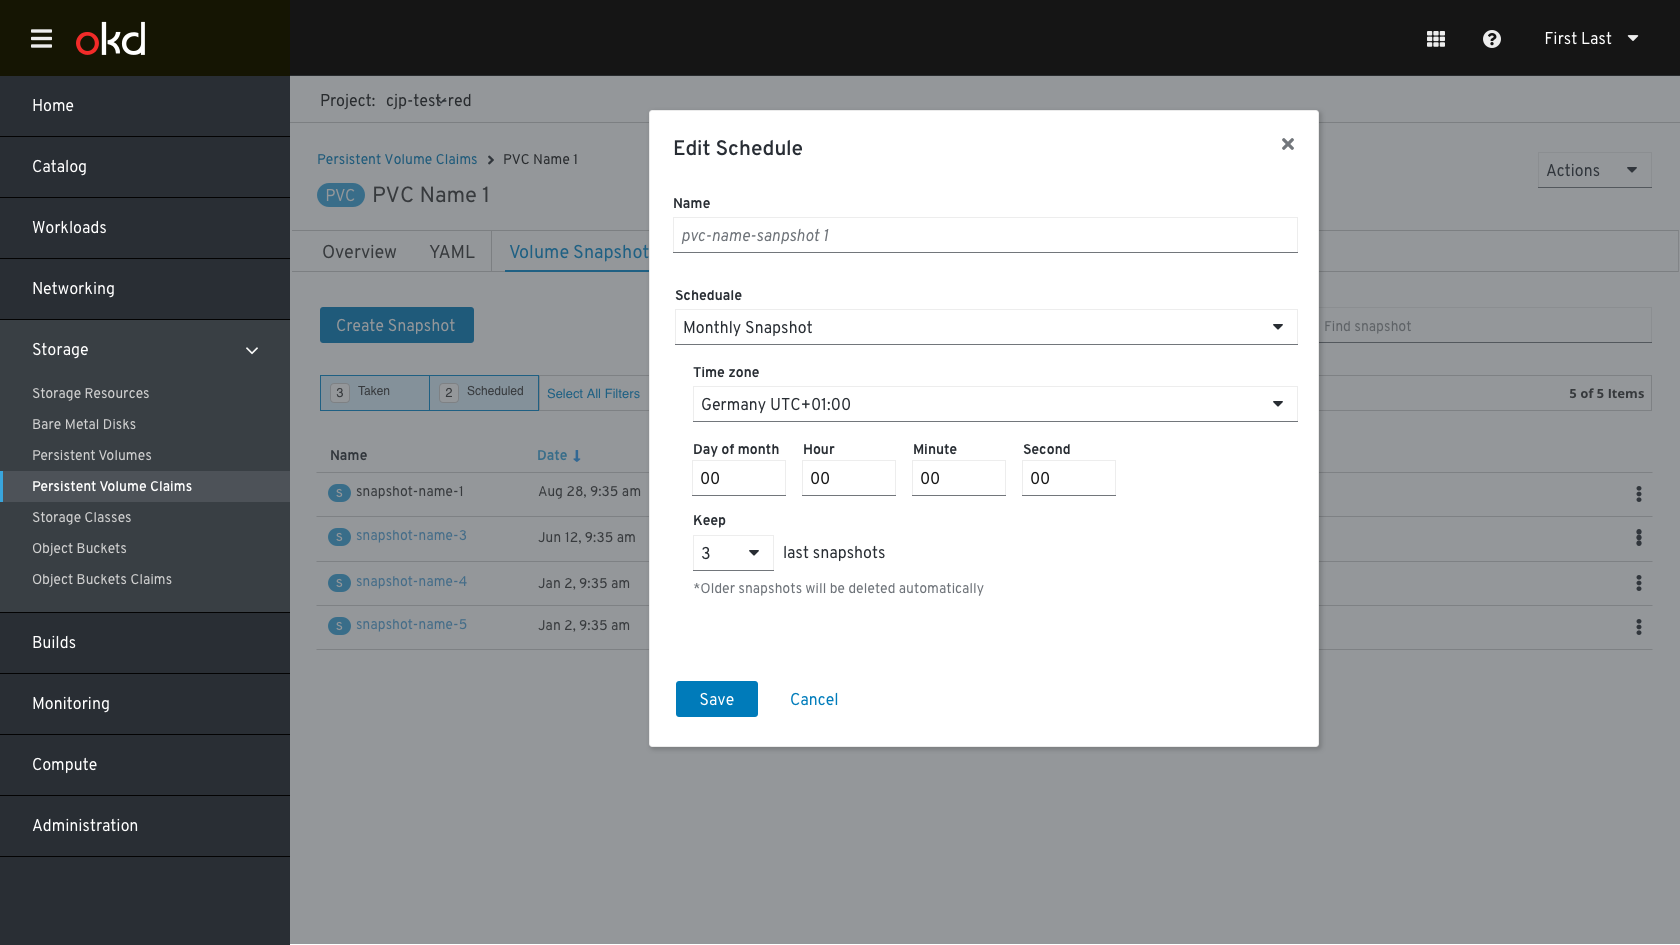 okd
First Last
Home
Catalog
Workloads
Networking
Storage
Storage Resources
Bare Metal Disks
Persistent Volumes
Persistent Volume Claims
Storage Classes
Object Buckets
Object Buckets Claims
Builds
Monitoring
Compute
Administration
Project: cjp-test-red
Persistent Volume Claims PVC Name 1
PVC PVC Name 1
Actions
Overview YAML Volume Snapshot
Create Snapshot
Find snapshot
3 Taken 2 Scheduled Select All Filters
5 of 5 Items
Name Date
S snapshot-name-1 Aug 28, 9:35 am
S snapshot-name-3 Jun 12, 9:35 am
S snapshot-name-4 Jan 2, 9:35 am
S snapshot-name-5 Jan 2, 9:35 am
Edit Schedule
Name
pvc-name-sanpshot 1
Scheduale
Monthly Snapshot
Time zone
Germany UTC+01:00
Day of month Hour Minute Second
00 00 00 00
Keep
3 last snapshots
*Older snapshots will be deleted automatically
Save Cancel